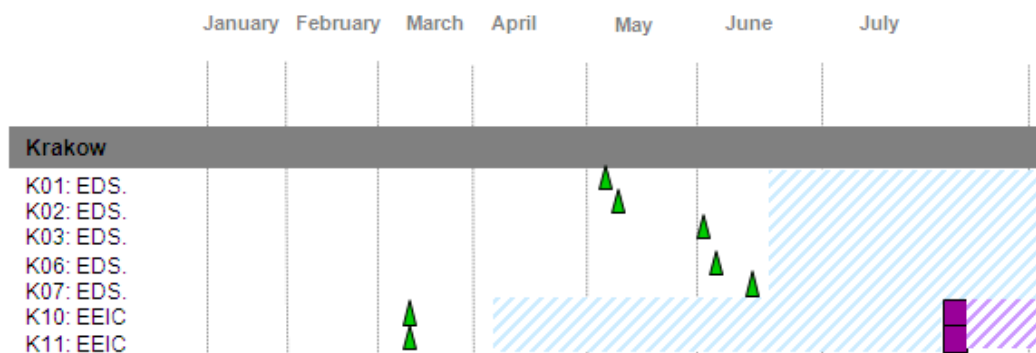 January February March April May June July
Krakow
K01: EDS.
K02: EDS.
K03: EDS.
K06: EDS.
K07: EDS.
K10: EEIC
K11: EEIC